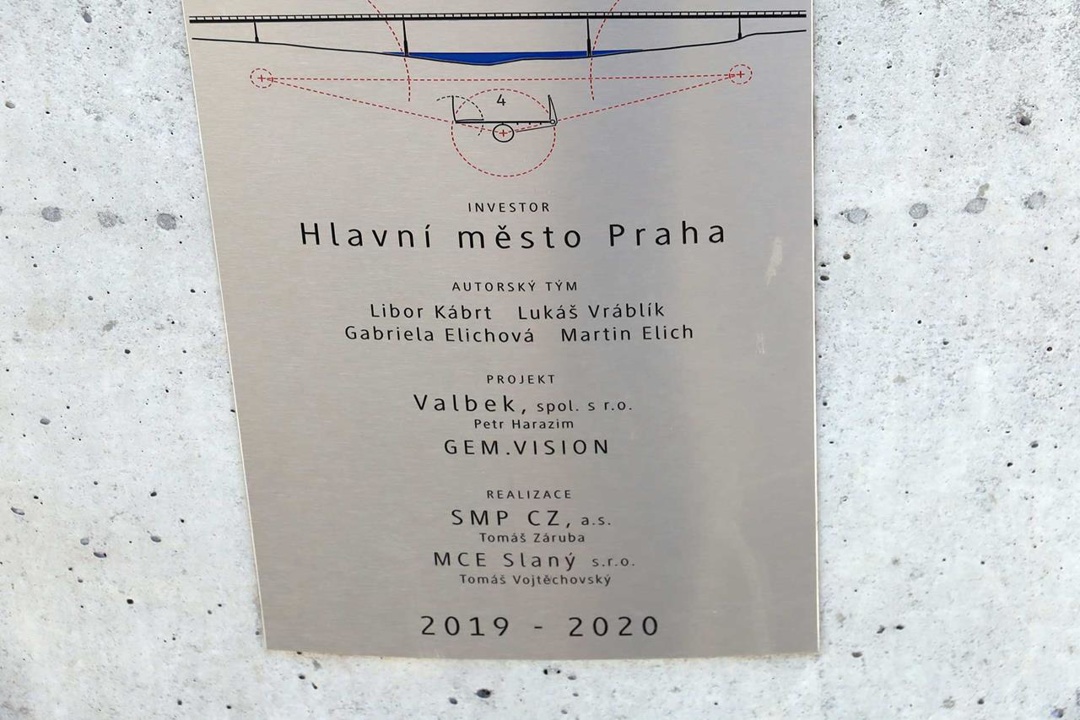 4
INVESTOR
Hlavní město Praha
AUTORSKÝ TÝM
Libor Kábrt Lukáš Vráblík
Gabriela Elichová Martin Elich
PROJEKT
Valbek, spol. s r.o.
Petr Harazim
GEM.VISION
REALIZACE
SMP CZ, a.s.
Tomáš Záruba
MCE Slaný s.r.o.
Tomáš Vojtěchovský
2019 - 2020